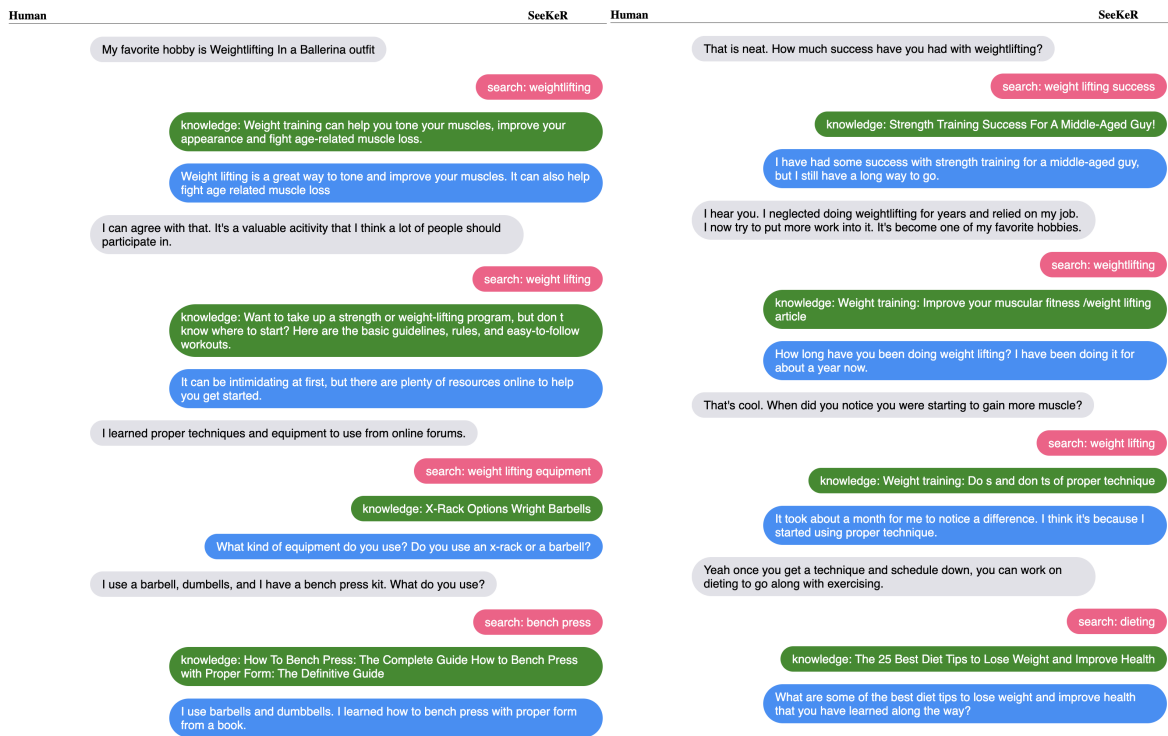 Human
SeeKeR
My favorite hobby is Weightlifting In a Ballerina outfit
search: weightlifting
knowledge: Weight training can help you tone your muscles, improve your
appearance and fight age-related muscle loss.
Weight lifting is a great way to tone and improve your muscles. It can also help
fight age related muscle loss
I can agree with that. It's a valuable acitivity that I think a lot of people should
participate in.
search: weight lifting
knowledge: Want to take up a strength or weight-lifting program, but don t
know where to start? Here are the basic guidelines, rules, and easy-to-follow
workouts.
It can be intimidating at first, but there are plenty of resources online to help
you get started.
I learned proper techniques and equipment to use from online forums.
search: weight lifting equipment
knowledge: X-Rack Options Wright Barbells
What kind of equipment do you use? Do you use an x-rack or a barbell?
I use a barbell, dumbells, and I have a bench press kit. What do you use?
search: bench press
knowledge: How To Bench Press: The Complete Guide How to Bench Press
with Proper Form: The Definitive Guide
I use barbells and dumbbells. I learned how to bench press with proper form
from a book.
Human
SeeKeR
That is neat. How much success have you had with weightlifting?
search: weight lifting success
knowledge: Strength Training Success For A Middle-Aged Guy!
I have had some success with strength training for a middle-aged guy,
but I still have a long way to go.
I hear you. I neglected doing weightlifting for years and relied on my job.
I now try to put more work into it. It's become one of my favorite hobbies.
search: weightlifting
knowledge: Weight training: Improve your muscular fitness /weight lifting
article
How long have you been doing weight lifting? I have been doing it for
about a year now.
That's cool. When did you notice you were starting to gain more muscle?
search: weight lifting
knowledge: Weight training: Do s and don ts of proper technique
It took about a month for me to notice a difference. I think it's because I
started using proper technique.
Yeah once you get a technique and schedule down, you can work on
dieting to go along with exercising.
search: dieting
knowledge: The 25 Best Diet Tips to Lose Weight and Improve Health
What are some of the best diet tips to lose weight and improve health
that you have learned along the way?